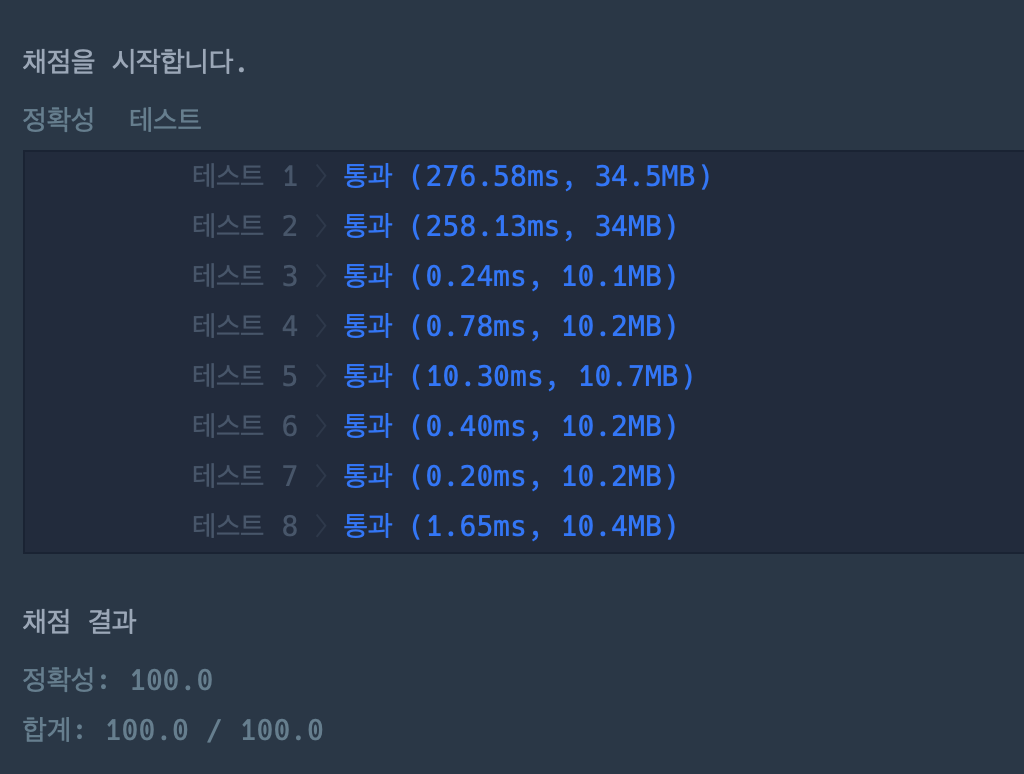 채점을 시작합니다.
정확성 테스트
테스트 1 〉 통과 (276.58ms, 34.5MB)
테스트 2 〉 통과 (258.13ms, 34MB)
테스트 3 〉 통과 (0.24ms, 10.1MB)
테스트 4 〉 통과 (0.78ms, 10.2MB)
테스트 5 〉 통과 (10.30ms, 10.7MB)
테스트 6 〉 통과 (0.40ms, 10.2MB)
테스트 7 〉 통과 (0.20ms, 10.2MB)
테스트 8 〉 통과 (1.65ms, 10.4MB)
채점 결과
정확성: 100.0
합계: 100.0 / 100.0